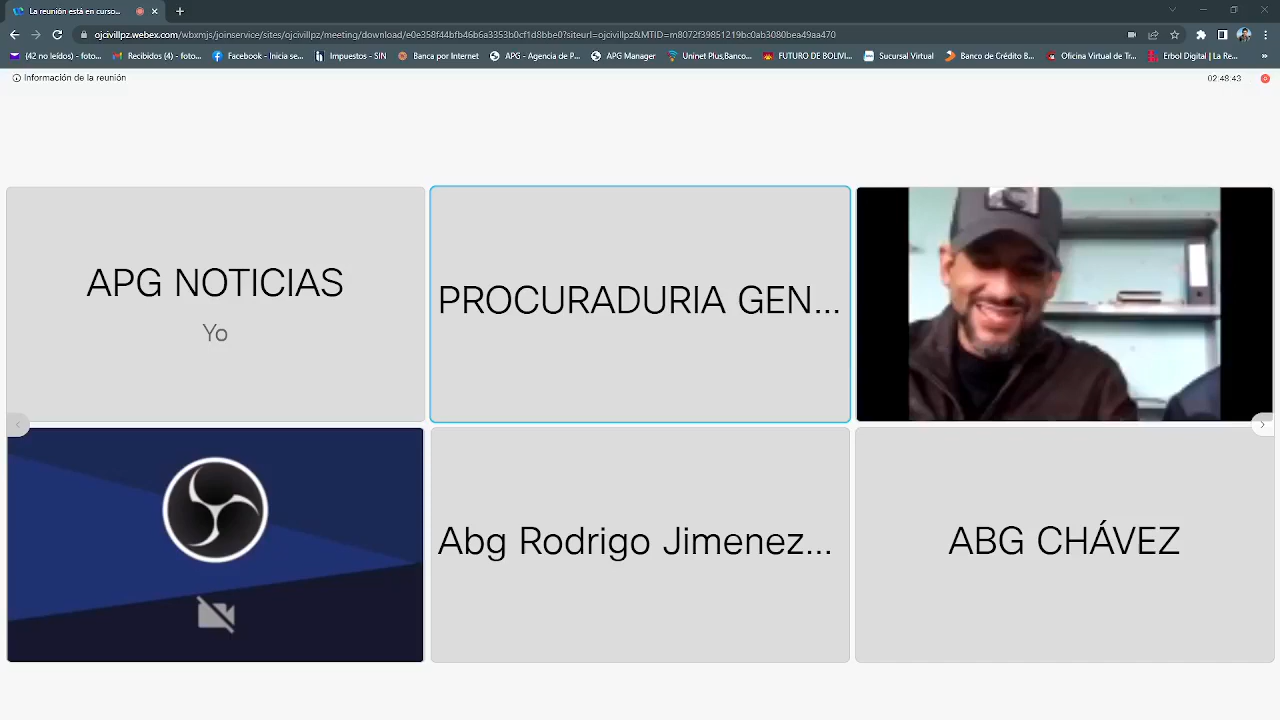 La reunión está en curso...
ojcivillpz.webex.com/wbxmjs/joinservice/sites/ojcivillpz/meeting/download/e0e358f44b1b46b6a33530cf1d9bbe0?siteurl=ojcivillpz&MTID=m8072f39851219bc0ab3080bea49aa470
(42 no leídos) - foto...
Recibidos (4) - foto...
Facebook - Inicia se...
Impuestos - SIN
Banca por Internet
APG - Agencia de P...
APG Manager
Uninet Plus,Banco...
FUTURO DE BOLIVI...
Sucursal Virtual
Banco de Crédito B...
Oficina Virtual de Tr...
Erbol Digital | La Re...
Información de la reunión
02:48:43
APG NOTICIAS
Yo
PROCURADURIA GEN...
Abg Rodrigo Jimenez...
ABG CHÁVEZ